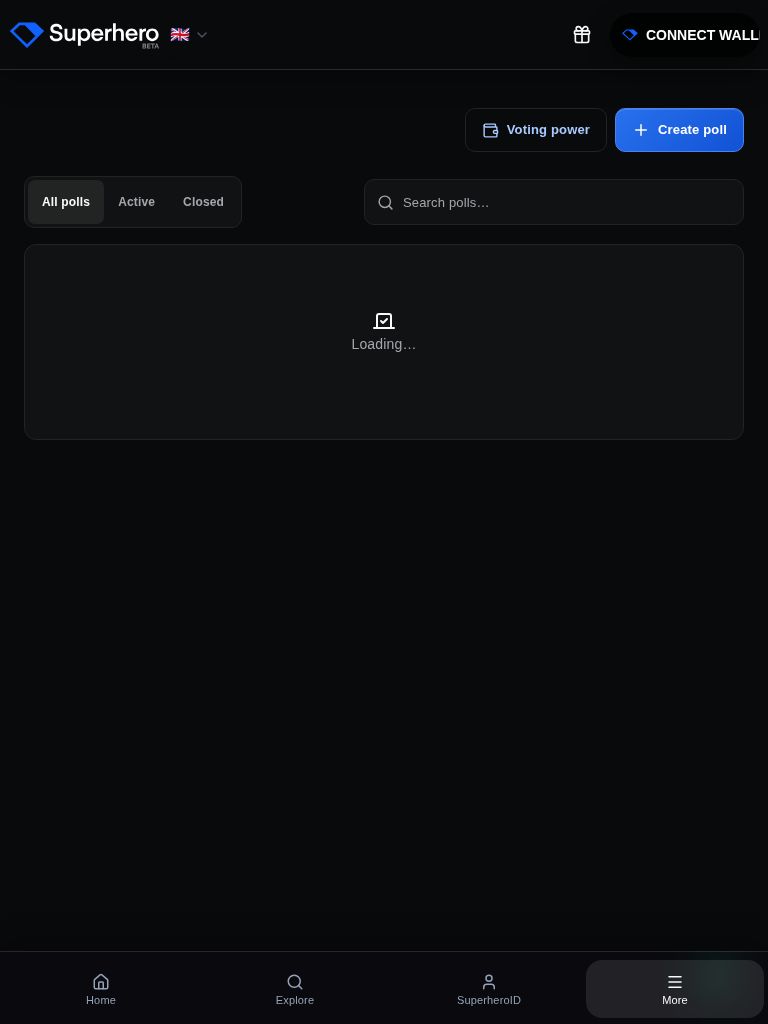 Superhero
BETA
CONNECT WALL
Voting power
Create poll
All polls
Active
Closed
Search polls…
Loading…
Home
Explore
SuperheroID
More